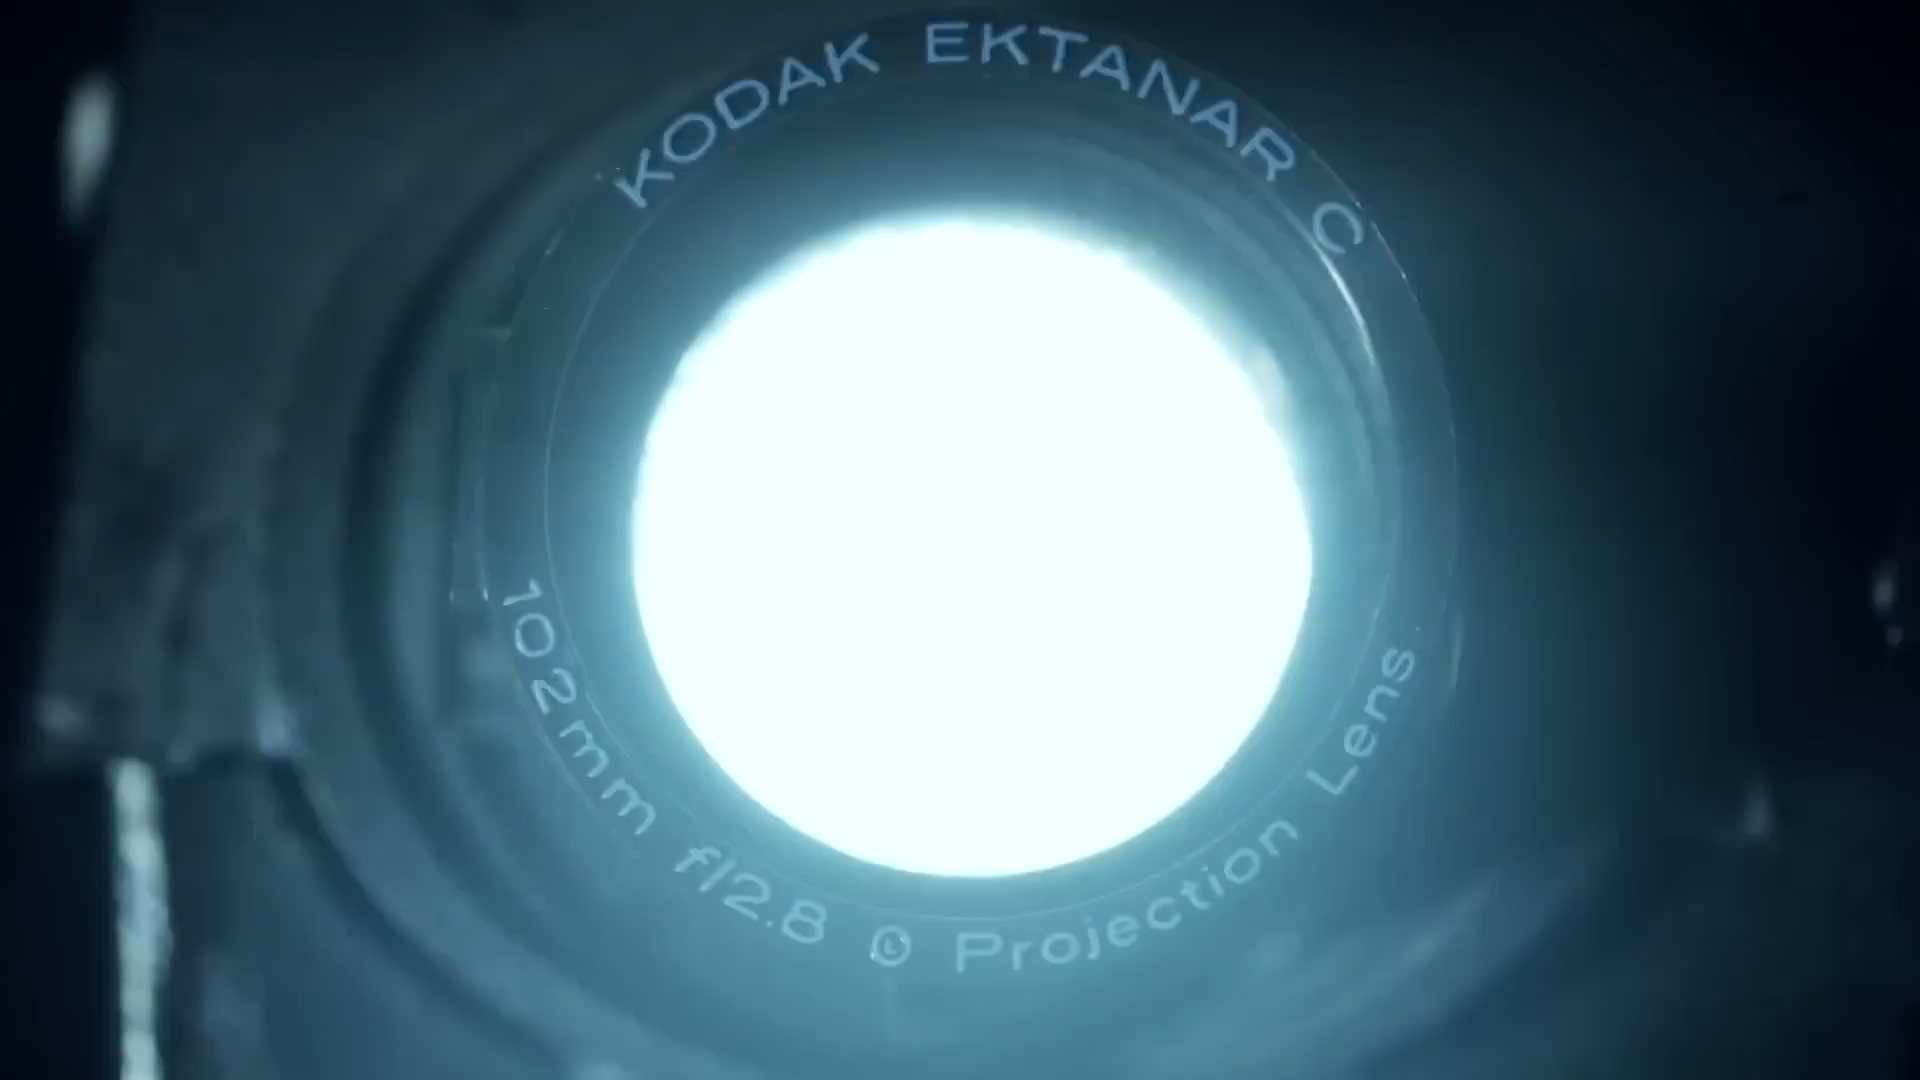 KODAK EKTANAR C
102mm f/2.8 Ⓛ Projection Lens